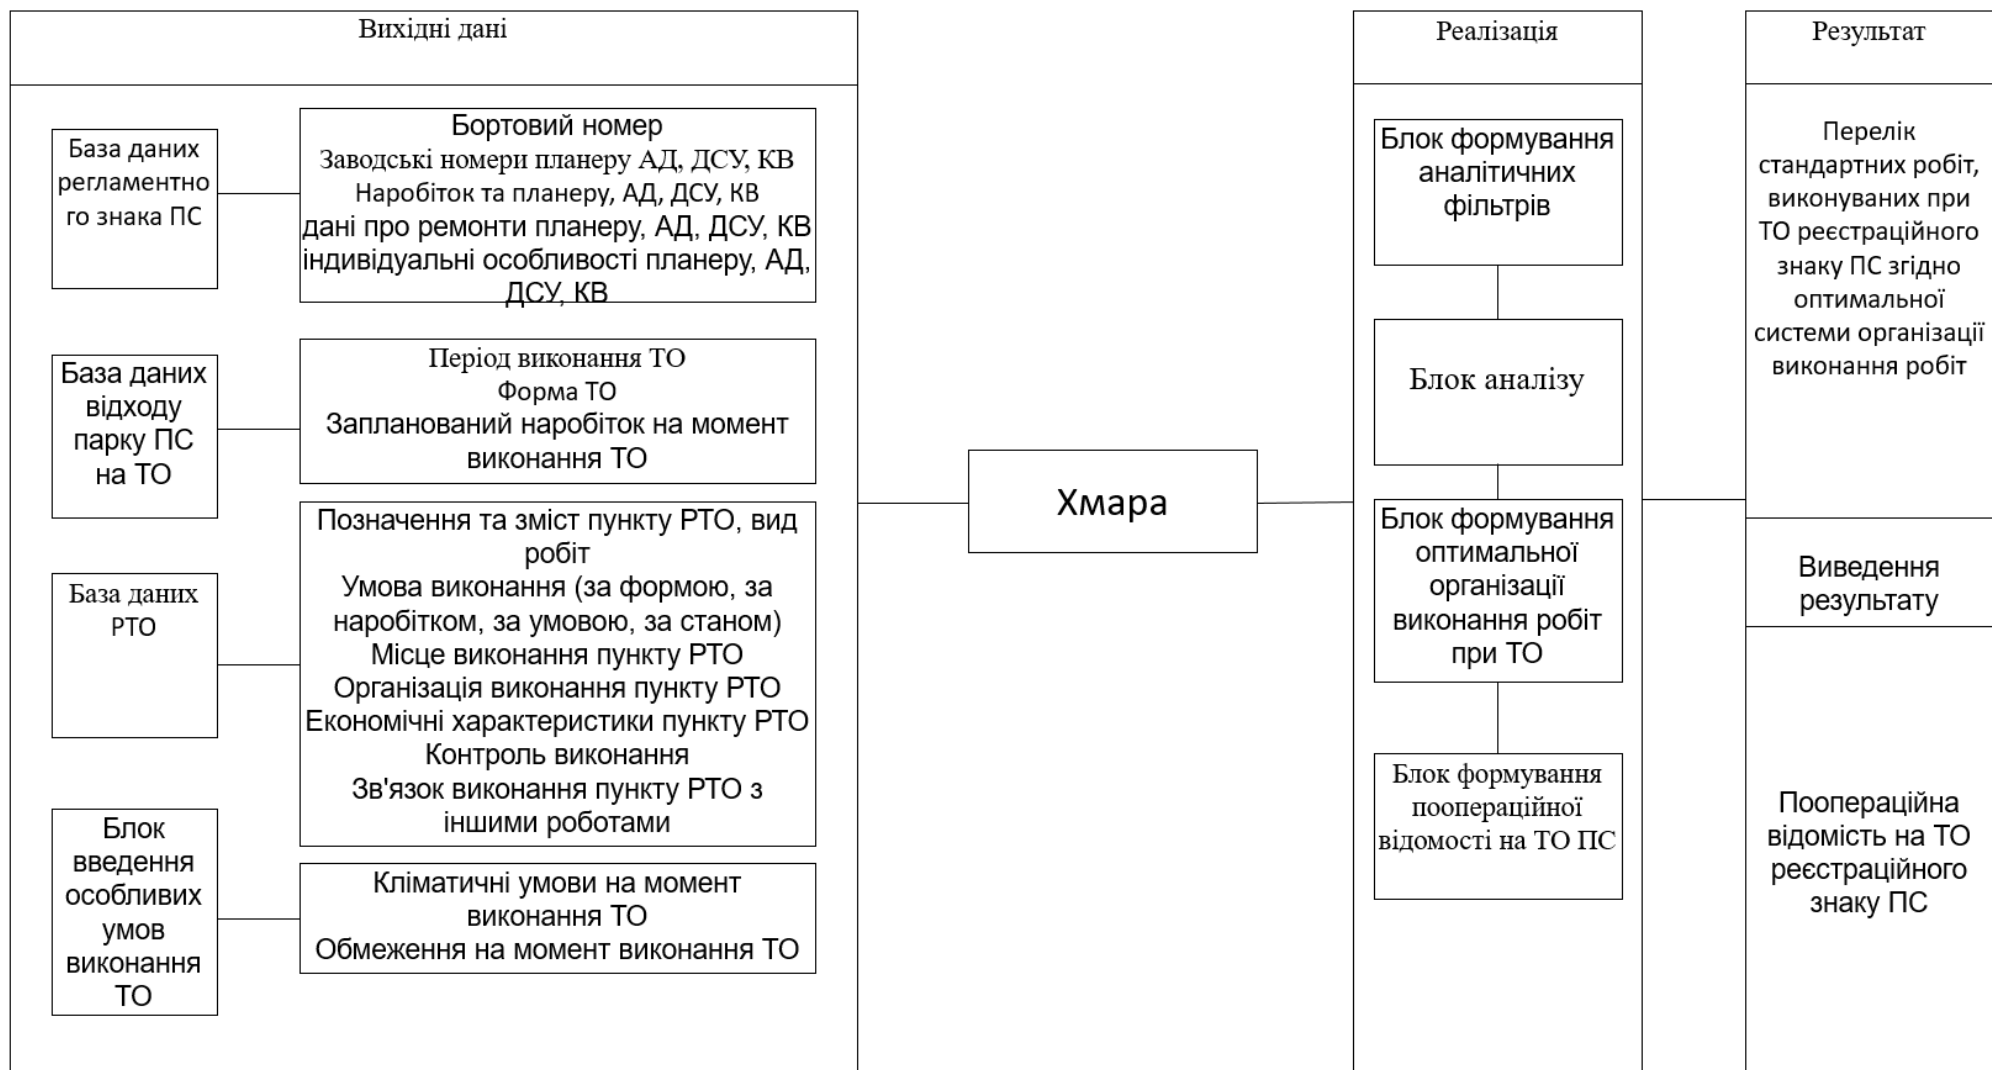 Вихідні дані
База даних
регламентно
го знака ПС
Бортовий номер
Заводські номери планеру АД, ДСУ, КВ
Наробіток та планеру, АД, ДСУ, КВ
дані про ремонти планеру, АД, ДСУ, КВ
індивідуальні особливості планеру, АД,
ДСУ, КВ
База даних
відходу
парку ПС
на ТО
Період виконання ТО
Форма ТО
Запланований наробіток на момент
виконання ТО
База даних
РТО
Позначення та зміст пункту РТО, вид
робіт
Умова виконання (за формою, за
наробітком, за умовою, за станом)
Місце виконання пункту РТО
Організація виконання пункту РТО
Економічні характеристики пункту РТО
Контроль виконання
Зв'язок виконання пункту РТО з
іншими роботами
Блок
введення
особливих
умов
виконання
ТО
Кліматичні умови на момент
виконання ТО
Обмеження на момент виконання ТО
Хмара
Реалізація
Блок формування
аналітичних
фільтрів
Блок аналізу
Блок формування
оптимальної
організації
виконання робіт
при ТО
Блок формування
поопераційної
відомості на ТО ПС
Результат
Перелік
стандартних робіт,
виконуваних при
ТО реєстраційного
знаку ПС згідно
оптимальної
системи організації
виконання робіт
Виведення
результату
Поопераційна
відомість на ТО
реєстраційного
знаку ПС